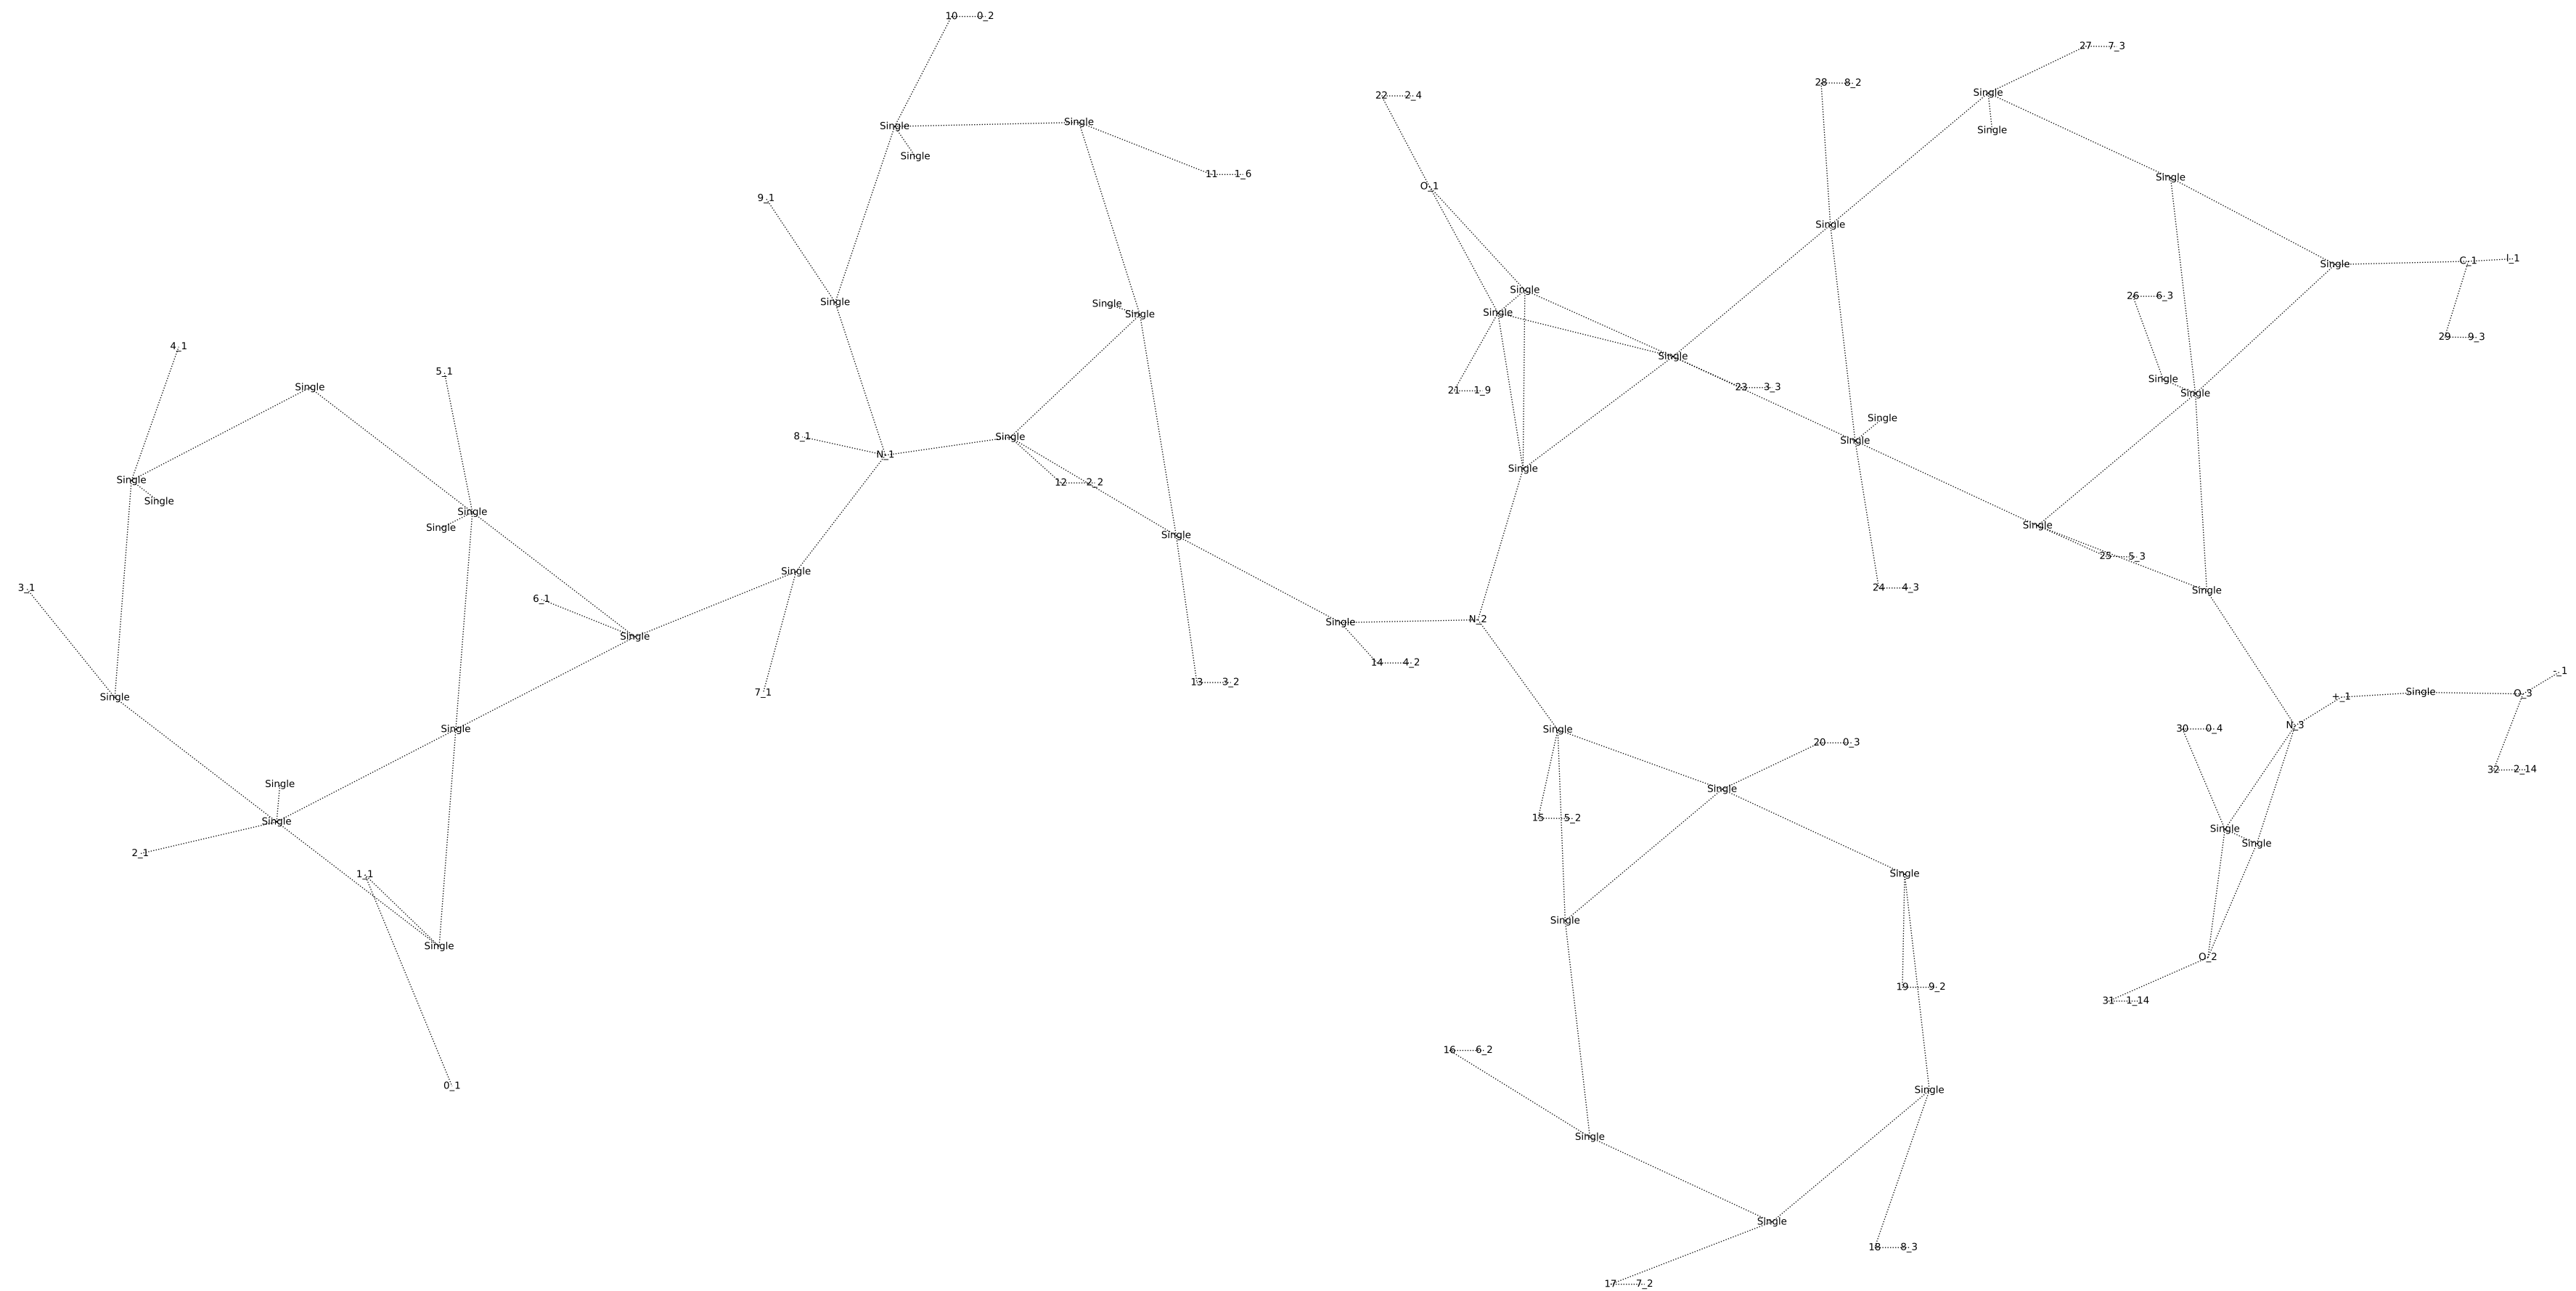 10 0_2
27 7_3
28 8_2
Single
22 2_4
Single
Single
Single
Single
11 1_6
Single
O_1
9_1
Single
C_1 I_1
Single
Single
26 6_3
Single
Single
Single
Single
29 9_3
4_1
Single
5_1
Single
Single
23 3_3
21 1_9
Single
Single
8_1
Single
Single
N_1
Single
Single
12 2_2
Single
Single
Single
Single
Single
25 5_3
Single
3_1
24 4_3
Single
6_1
N_2
Single
Single
14 4_2
-_1
13 3_2
7_1
Single
O_3
Single
+_1
N_3
Single
Single
30 0_4
20 0_3
32 2_14
Single
Single
15 5_2
Single
Single
Single
2_1
1_1
Single
Single
Single
O_2
19 9_2
31 1_14
16 6_2
0_1
Single
Single
Single
18 8_3
17 7_2